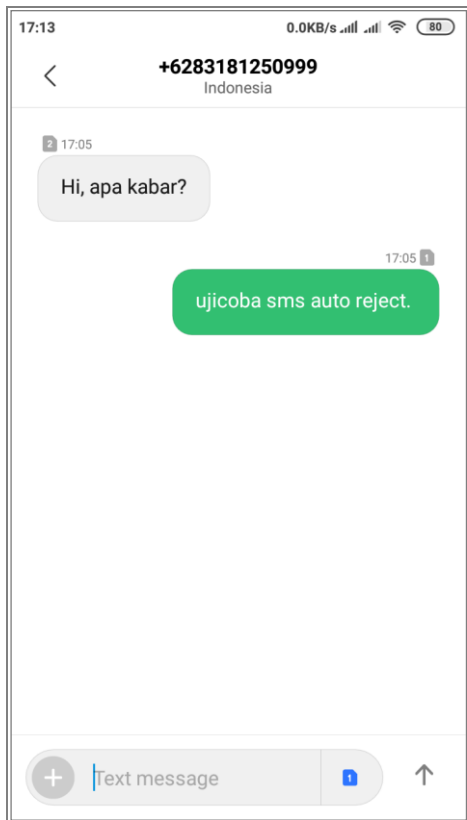 17:13 0.0KB/s 80
+6283181250999
Indonesia
2 17:05
Hi, apa kabar?
17:05 1
ujicoba sms auto reject.
Text message 1